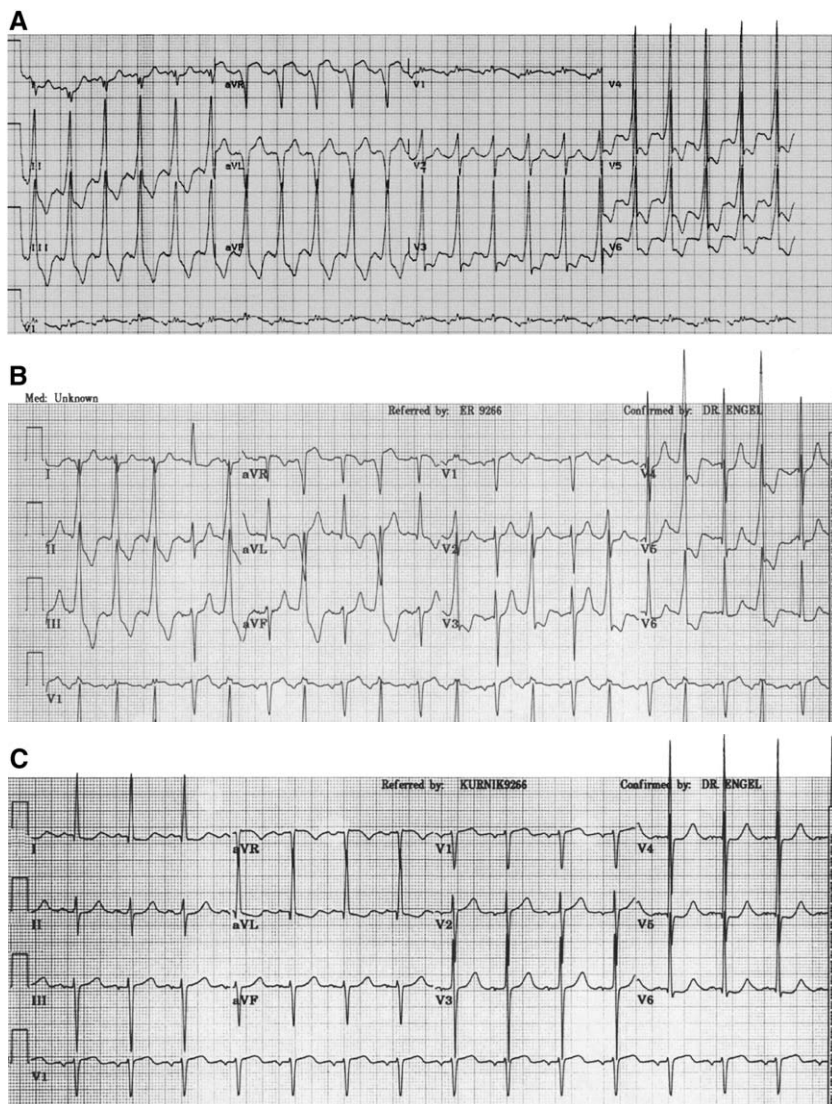 A
aVR V1 V4
II aVL V2 V5
III aVF V3 V6
V1
B
Med: Unknown
Referred by: ER 9266 Confirmed by: DR. ENGEL
I aVR V1 V4
II aVL V2 V5
III aVF V3 V6
V1
C
Referred by: KURNIK9266 Confirmed by: DR. ENGEL
I aVR V1 V4
II aVL V2 V5
III aVF V3 V6
V1